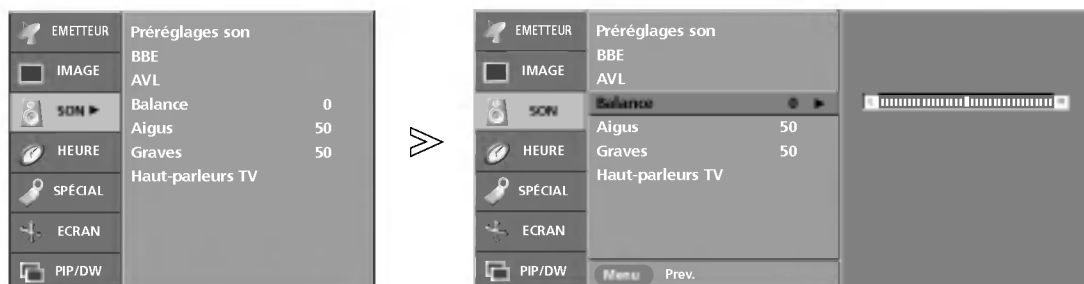 EMETTEUR
IMAGE
SON
HEURE
SPÉCIAL
ECRAN
PIP/DW
Préréglages son
BBE
AVL
Balance 0
Aigus 50
Graves 50
Haut-parleurs TV
EMETTEUR
IMAGE
SON
HEURE
SPÉCIAL
ECRAN
PIP/DW
Préréglages son
BBE
AVL
Balance 0
Aigus 50
Graves 50
Haut-parleurs TV
Menu Prev.